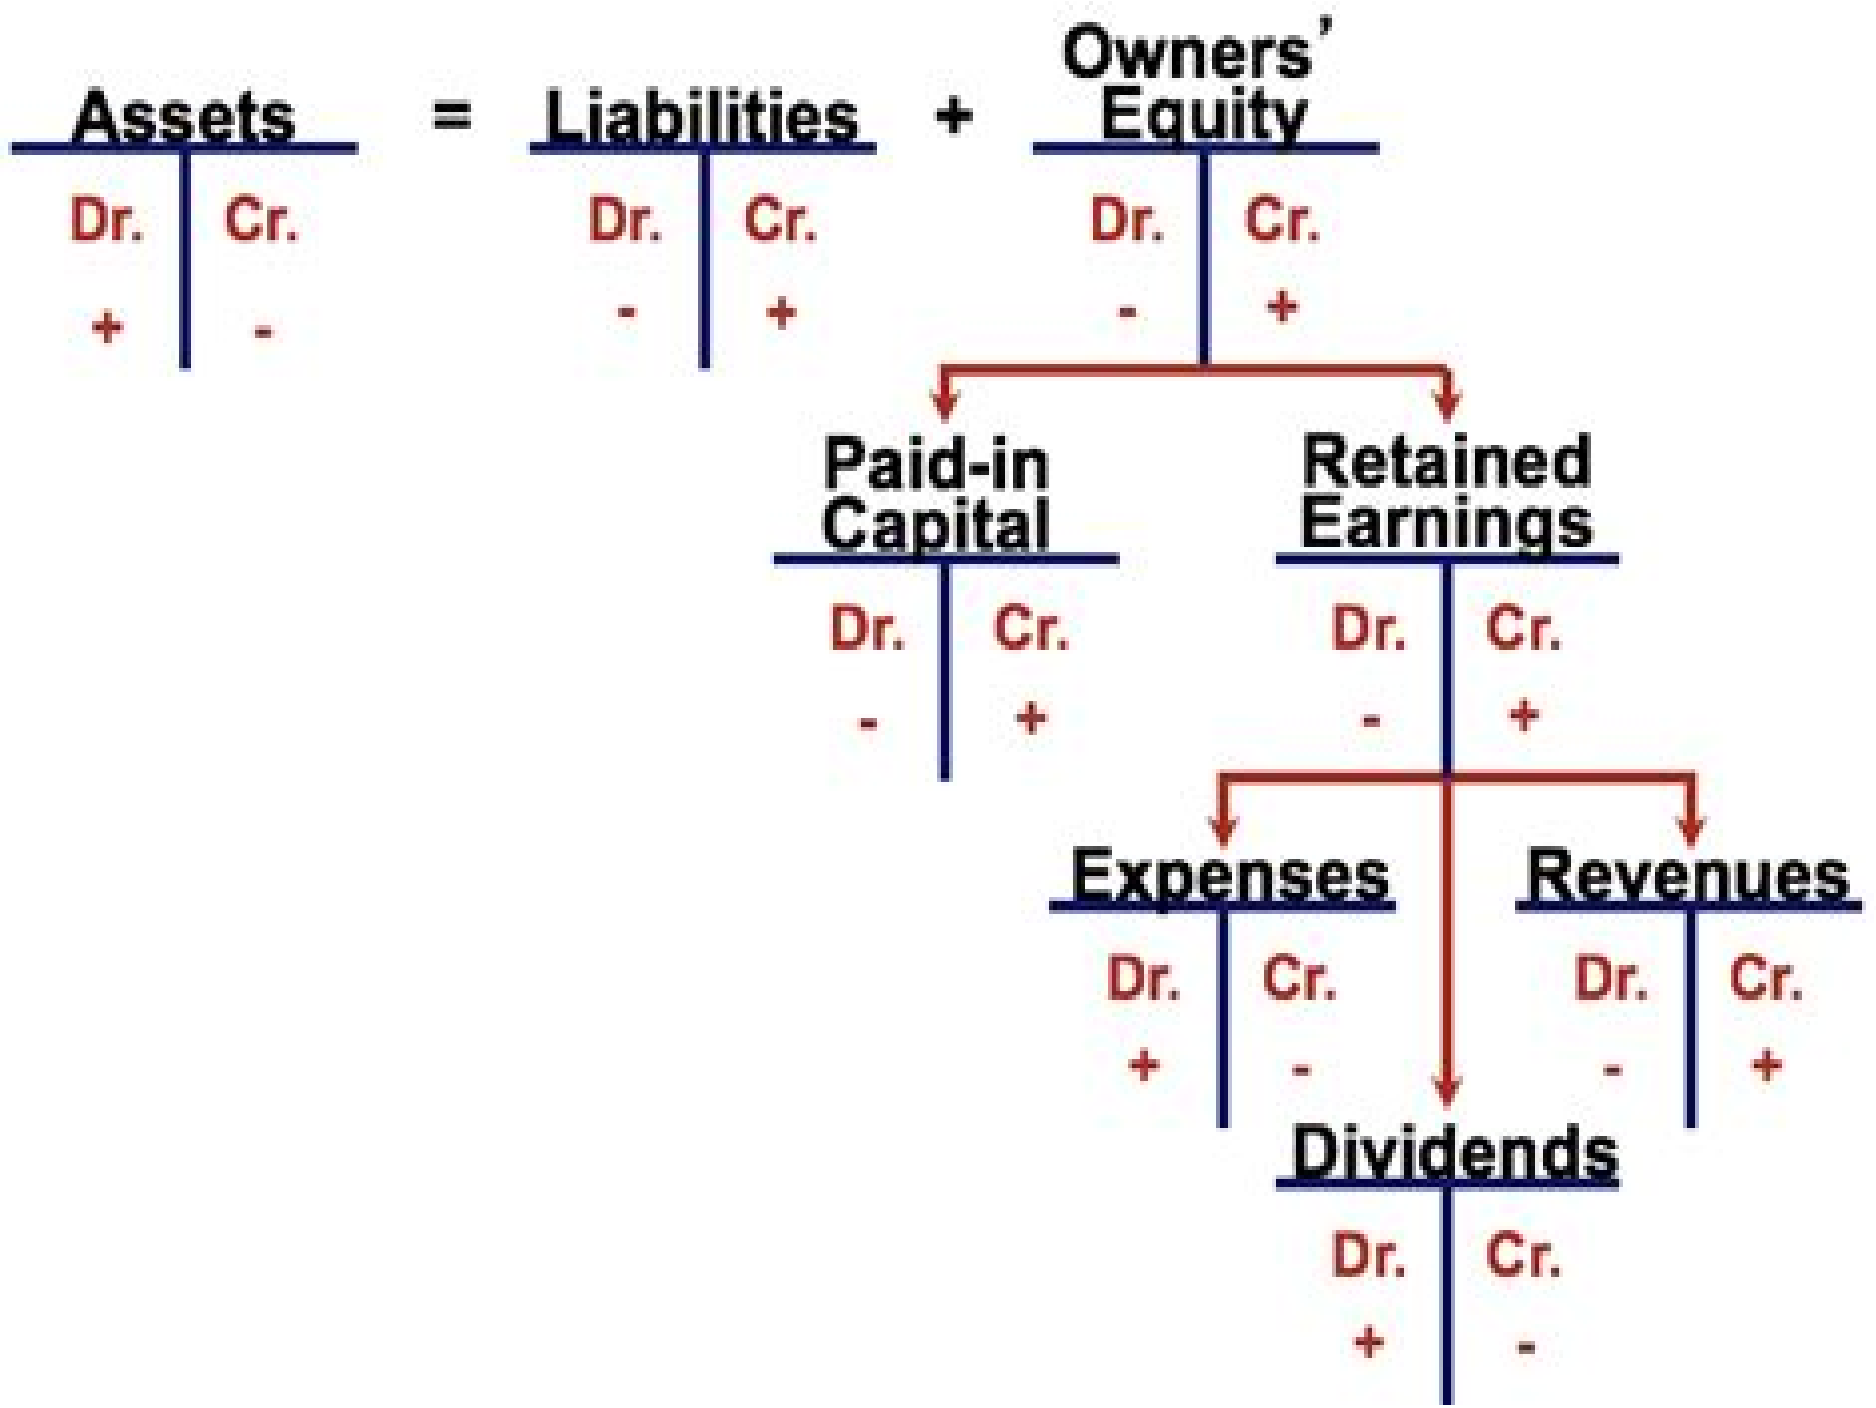 Owners’
Assets = Liabilities + Equity
Dr. Cr. Dr. Cr. Dr. Cr.
+ - - + - +
Paid-in Retained
Capital Earnings
Dr. Cr. Dr. Cr.
- + - +
Expenses Revenues
Dr. Cr. Dr. Cr.
+ - - +
Dividends
Dr. Cr.
+ -